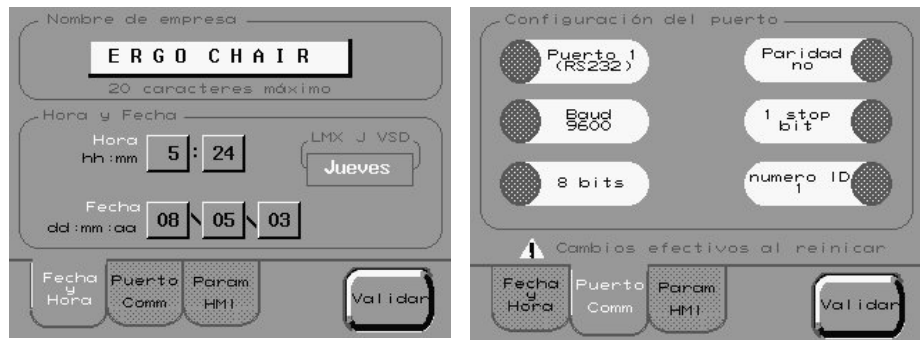 Nombre de empresa
ERGO CHAIR
20 caracteres máximo
Hora y Fecha
Hora
hh:mm
5 : 24
LMX J VSD
Jueves
Fecha
dd:mm:aa
08 \ 05 \ 03
Fecha
y
Hora
Puerto
Comm
Param
HMI
Validar
Configuración del puerto
Puerto 1
(RS232)
Paridad
no
Baud
9600
1 stop
bit
8 bits
numero ID
1
Cambios efectivos al reinicar
Fecha
y
Hora
Puerto
Comm
Param
HMI
Validar